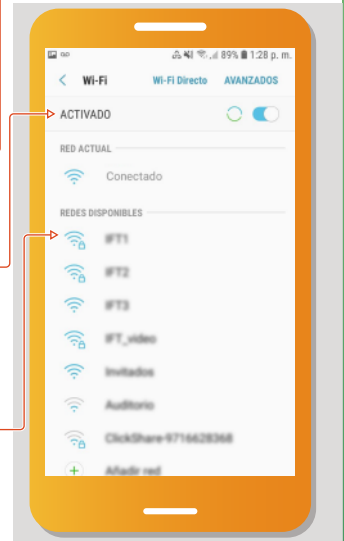 89% 1:28 p. m.
< Wi-Fi Wi-Fi Directo AVANZADOS
ACTIVADO
RED ACTUAL
Conectado
REDES DISPONIBLES
IFT1
IFT2
IFT3
IFT_video
Invitados
Auditorio
ClickShare-9716628368
Añadir red